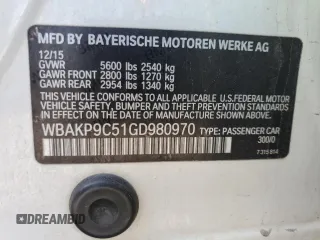 MFD BY BAYERISCHE MOTOREN WERKE AG
12/15
GVWR 5600 lbs 2540 kg
GAWR FRONT 2800 lbs 1270 kg
GAWR REAR 2954 lbs 1340 kg
THIS VEHICLE CONFORMS TO ALL APPLICABLE
U.S.FEDERAL MOTOR VEHICLE SAFETY, BUMPER,
AND THEFT PREVENTION STANDARDS IN EFFECT
ON THE DATE OF MANUFACTURE SHOWN ABOVE.
WBAKP9C51GD980970 TYPE: PASSENGER CAR
300/0
DREAMBID